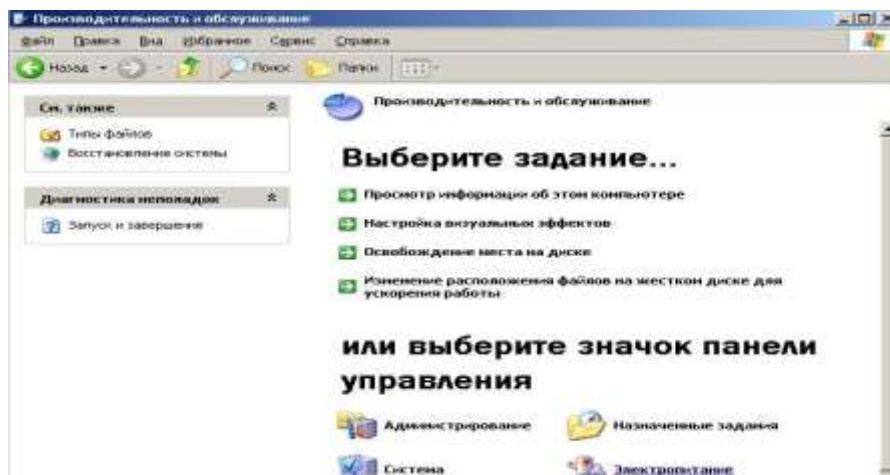 Производительность и обслуживание
Файл Правка Вид Избранное Сервис Справка
Назад Поиск Папки
См. также
Типы файлов
Восстановление системы
Диагностика неполадок
Запуск и завершение
Производительность и обслуживание
Выберите задание...
Просмотр информации об этом компьютере
Настройка визуальных эффектов
Освобождение места на диске
Изменение расположения файлов на жестком диске для
ускорения работы
или выберите значок панели
управления
Администрирование
Назначенные задания
Система
Электропитание